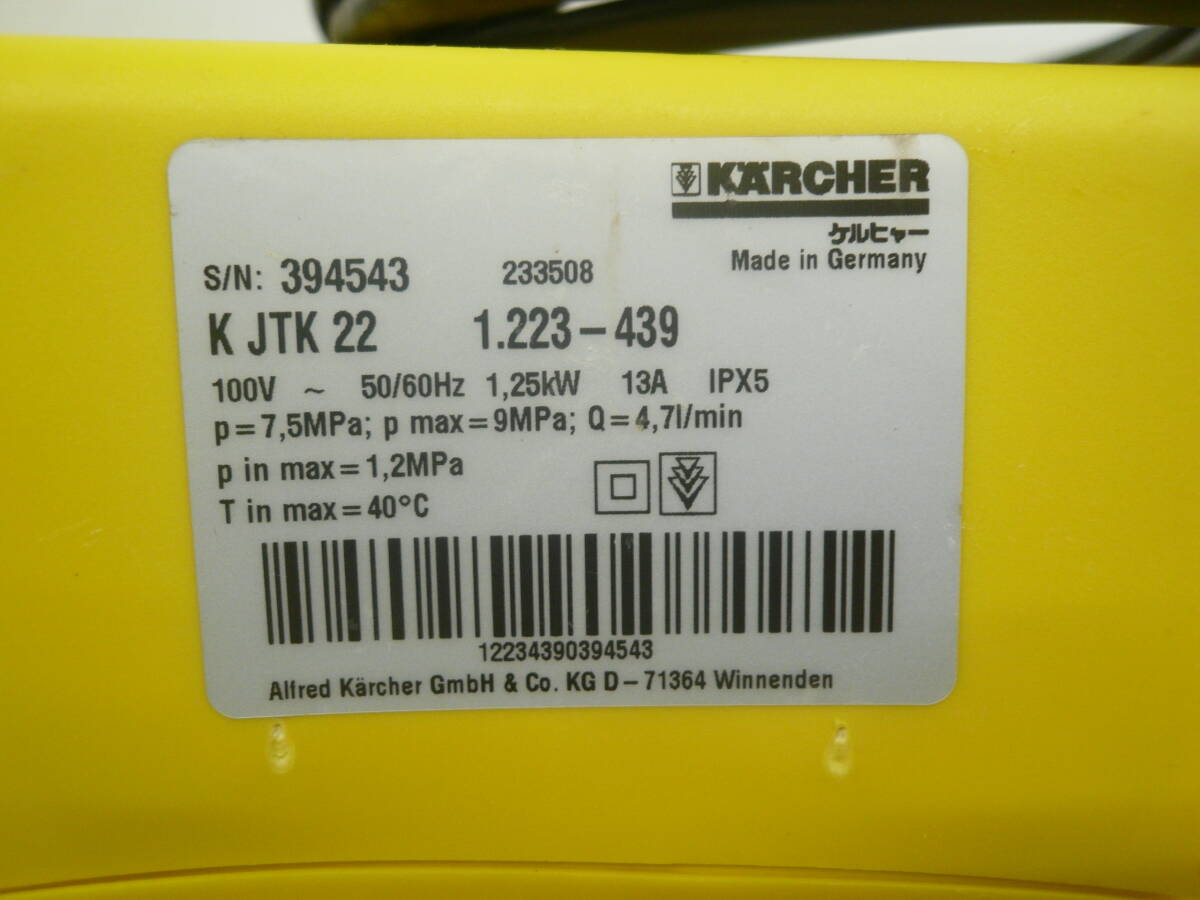 KÄRCHER
ケルヒャー
Made in Germany
S/N: 394543 233508
K JTK 22 1.223-439
100V ~ 50/60Hz 1,25kW 13A IPX5
p=7,5MPa; p max=9MPa; Q=4,7l/min
p in max=1,2MPa
T in max=40°C
12234390394543
Alfred Kärcher GmbH & Co. KG D-71364 Winnenden